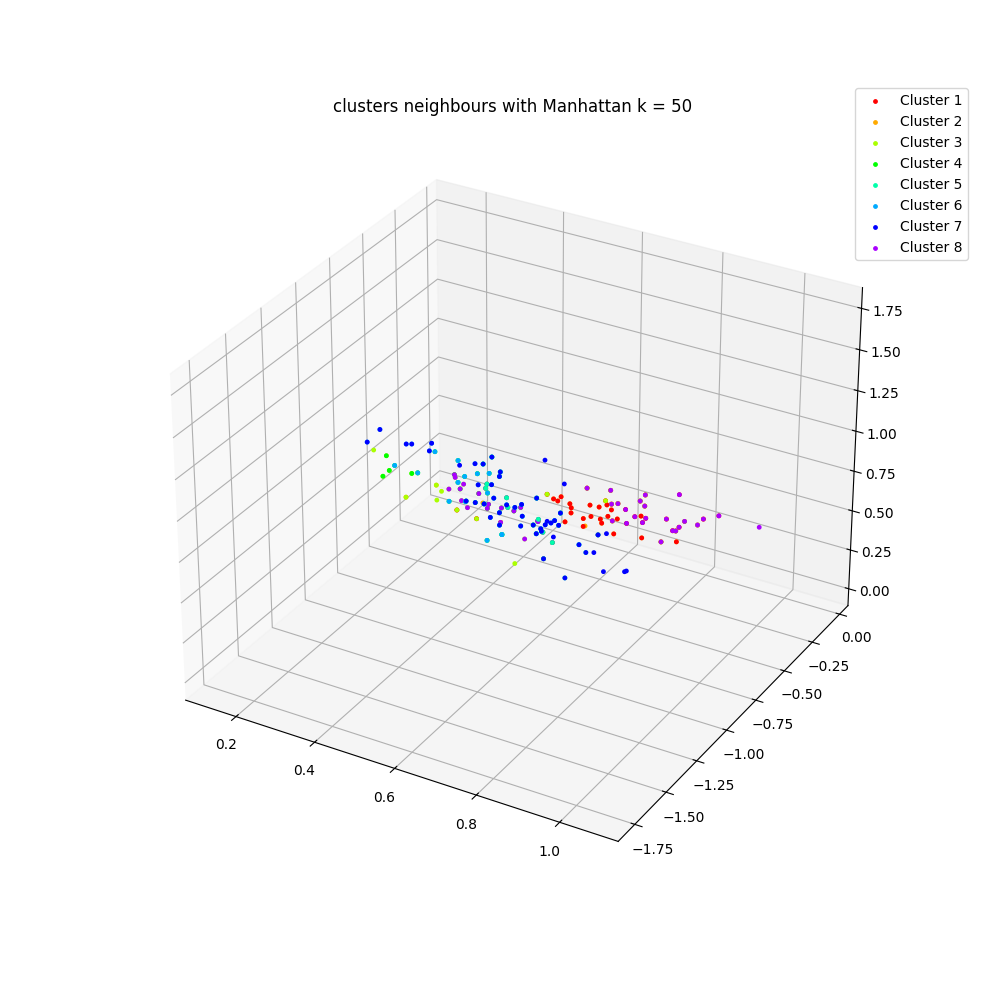 clusters neighbours with Manhattan k = 50
Cluster 1
Cluster 2
Cluster 3
Cluster 4
Cluster 5
Cluster 6
Cluster 7
Cluster 8
1.75
1.50
1.25
1.00
0.75
0.50
0.25
0.00
0.00
−0.25
−0.50
−0.75
−1.00
−1.25
−1.50
−1.75
0.2
0.4
0.6
0.8
1.0